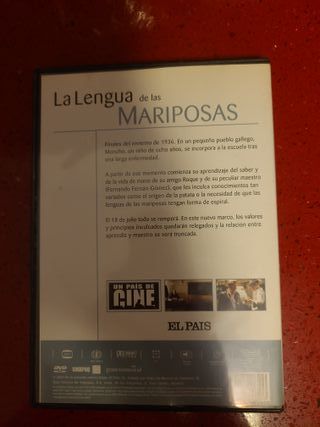 La Lengua de las
MARIPOSAS
Finales del invierno de 1936. En un pequeño pueblo gallego,
Moncho, un niño de ocho años, se incorpora a la escuela tras
una larga enfermedad.
A partir de ese momento comienza su aprendizaje del saber y
de la vida de mano de su amigo Roque y de su peculiar maestro
(Fernando Fernán Gómez), que les inculca conocimientos tan
variados como el origen de la patata o la necesidad de que las
lenguas de las mariposas tengan forma de espiral.
El 18 de julio todo se romperá. En este nuevo marco, los valores
y principios inculcados quedarán relegados y la relación entre
aprendiz y maestro se verá truncada.
UN PAÍS DE
CINE
EL PAIS
DVD